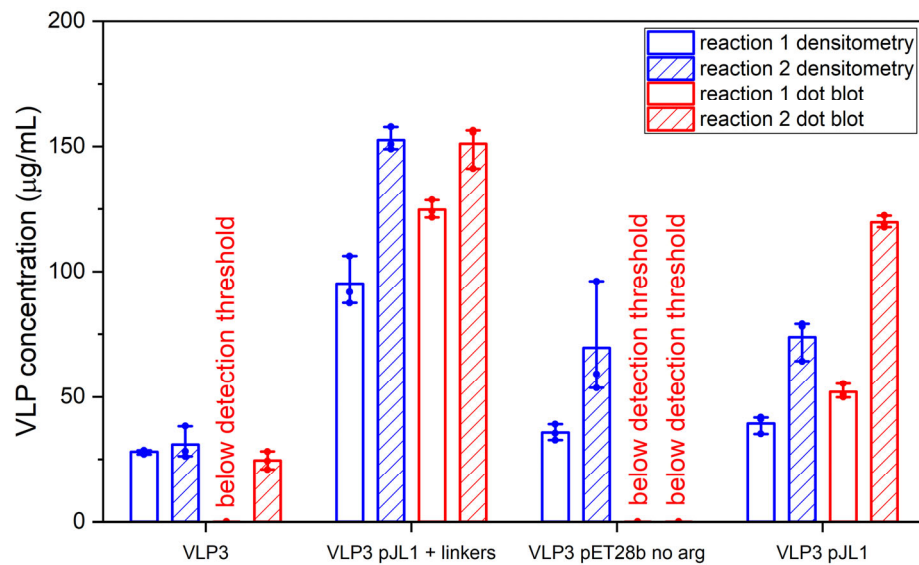 200
150
100
50
0
VLP concentration (μg/mL)
reaction 1 densitometry
reaction 2 densitometry
reaction 1 dot blot
reaction 2 dot blot
below detection threshold
below detection threshold
below detection threshold
VLP3
VLP3 pJL1 + linkers
VLP3 pET28b no arg
VLP3 pJL1